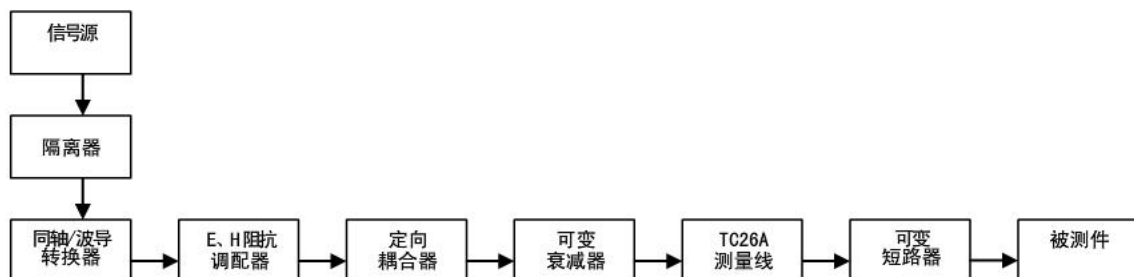 信号源
隔离器
同轴/波导
转换器
E、H阻抗
调配器
定向
耦合器
可变
衰减器
TC26A
测量线
可变
短路器
被测件